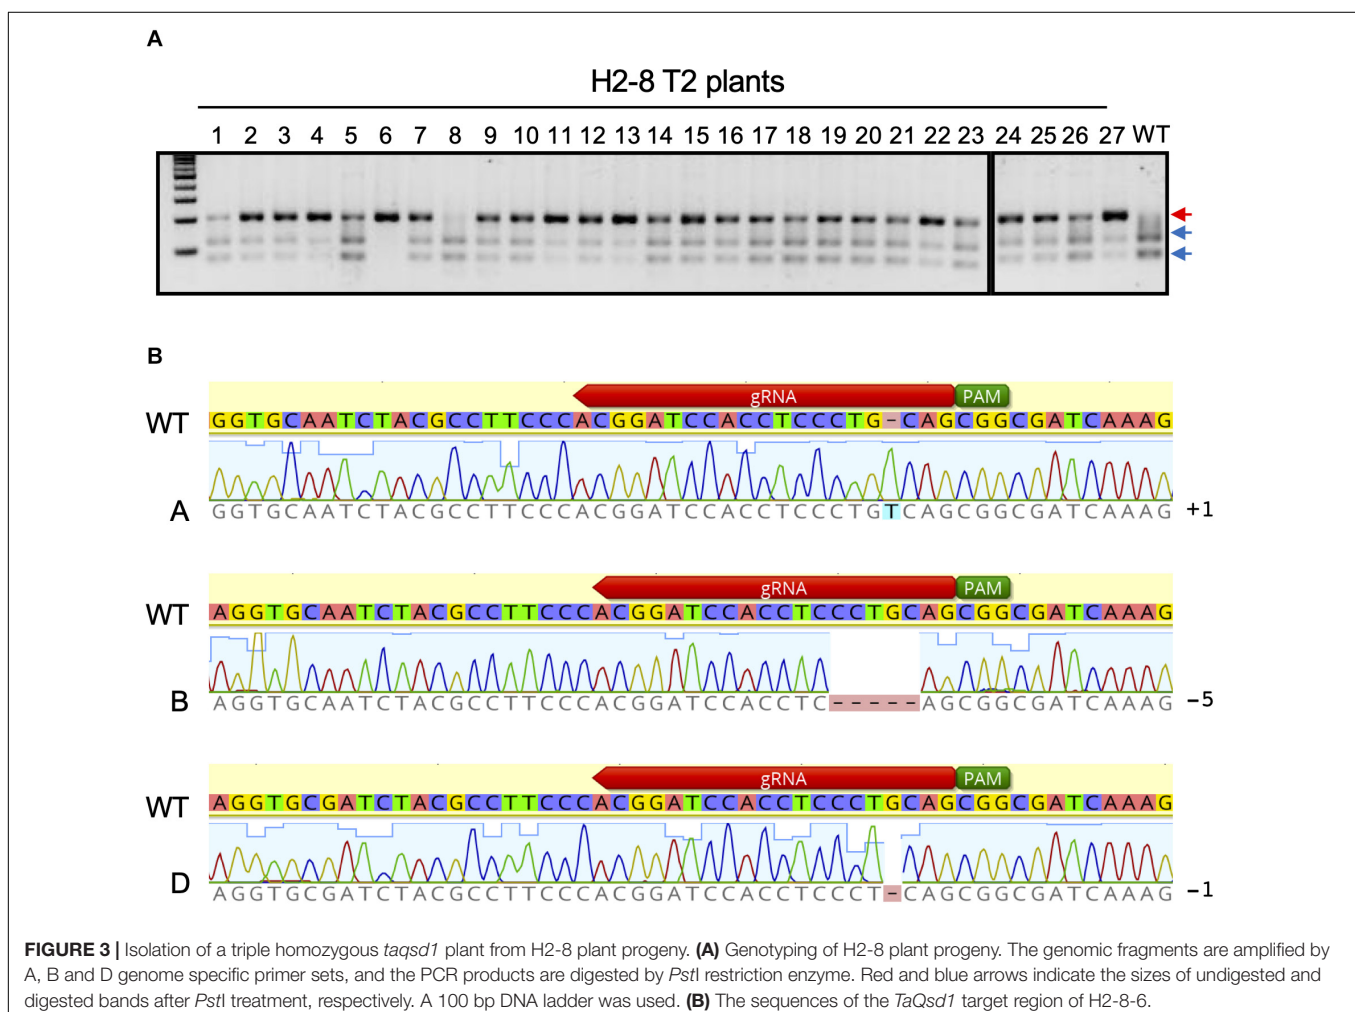 A
H2-8 T2 plants
1 2 3 4 5 6 7 8 9 10 11 12 13 14 15 16 17 18 19 20 21 22 23 24 25 26 27 WT
B
gRNA PAM
WT GGTGCAATCTACGCCTTCCCACGGATCCACCTCCCTG-CAGCGGCGATCAAAG
A GGTGCAATCTACGCCTTCCCACGGATCCACCTCCCTGTCAGCGGCGATCAAAG +1
gRNA PAM
WT AGGTGCAATCTACGCCTTCCCACGGATCCACCTCCCTGCAGCGGCGATCAAAG
B AGGTGCAATCTACGCCTTCCCACGGATCCACCTC-----AGCGGCGATCAAAG -5
gRNA PAM
WT AGGTGCGATCTACGCCTTCCCACGGATCCACCTCCCTGCAGCGGCGATCAAAG
D AGGTGCGATCTACGCCTTCCCACGGATCCACCTCCCT-CAGCGGCGATCAAAG -1
FIGURE 3 | Isolation of a triple homozygous taqsd1 plant from H2-8 plant progeny. (A) Genotyping of H2-8 plant progeny. The genomic fragments are amplified by
A, B and D genome specific primer sets, and the PCR products are digested by PstI restriction enzyme. Red and blue arrows indicate the sizes of undigested and
digested bands after PstI treatment, respectively. A 100 bp DNA ladder was used. (B) The sequences of the TaQsd1 target region of H2-8-6.